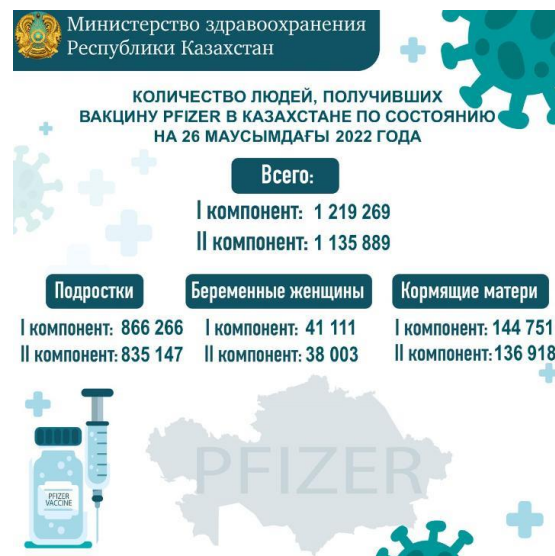 Министерство здравоохранения
Республики Казахстан
КОЛИЧЕСТВО ЛЮДЕЙ, ПОЛУЧИВШИХ
ВАКЦИНУ PFIZER В КАЗАХСТАНЕ ПО СОСТОЯНИЮ
НА 26 МАУСЫМДАҒЫ 2022 ГОДА
Всего:
I компонент: 1 219 269
II компонент: 1 135 889
Подростки
I компонент: 866 266
II компонент: 835 147
Беременные женщины
I компонент: 41 111
II компонент: 38 003
Кормящие матери
I компонент: 144 751
II компонент: 136 918
PFIZER
VACCINE
PFIZER